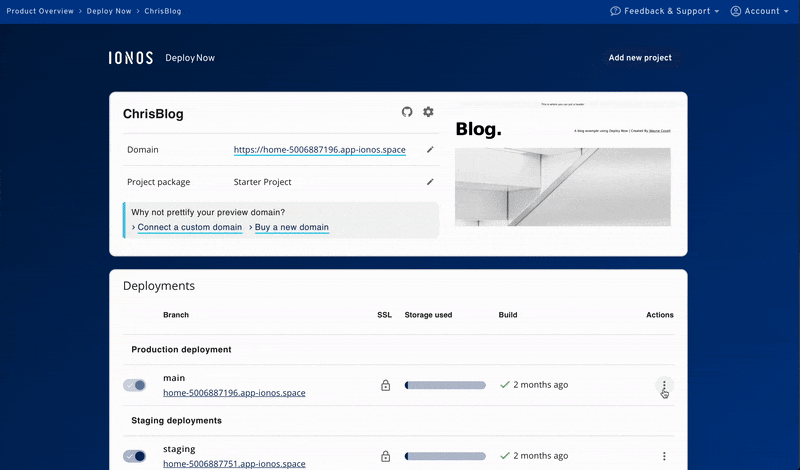 Product Overview > Deploy Now > ChrisBlog
Feedback & Support
Account
IONOS Deploy Now
Add new project
ChrisBlog
Domain https://home-5006887196.app-ionos.space
Project package Starter Project
Why not prettify your preview domain?
> Connect a custom domain > Buy a new domain
This is where you can put a header
Blog.
A blog example using Deploy Now | Created By
Deployments
Branch SSL Storage used Build Actions
Production deployment
main
home-5006887196.app-ionos.space
2 months ago
Staging deployments
staging
home-5006887751.app-ionos.space
2 months ago